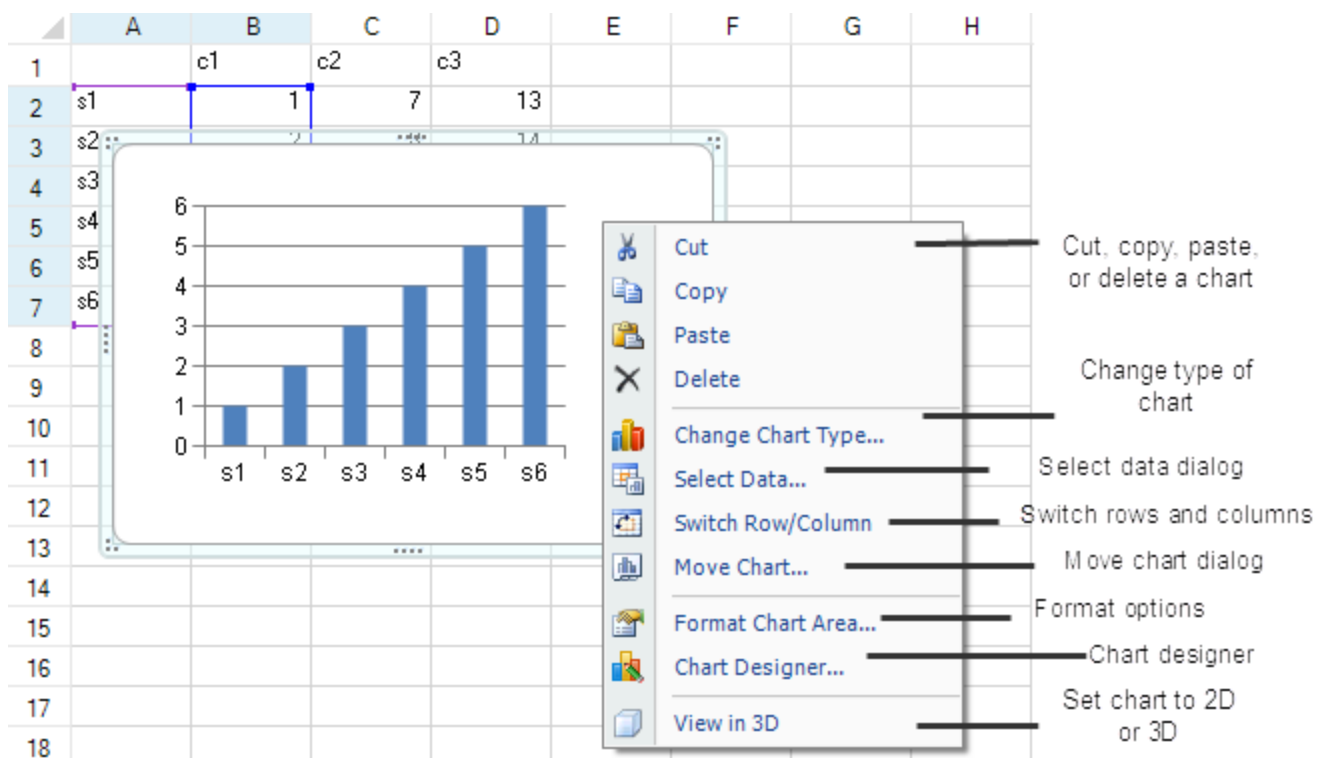 A B C D E F G H
1 c1 c2 c3
2 s1 1 7 13
3 s2 2 14
4 s3
5 s4
6 s5
7 s6
8
9
10
11
12
13
14
15
16
17
18
6
5
4
3
2
1
0
s1 s2 s3 s4 s5 s6
Cut
Copy
Paste
Delete
Change Chart Type...
Select Data...
Switch Row/Column
Move Chart...
Format Chart Area...
Chart Designer...
View in 3D
Cut, copy, paste,
or delete a chart
Change type of
chart
Select data dialog
Switch rows and columns
Move chart dialog
Format options
Chart designer
Set chart to 2D
or 3D